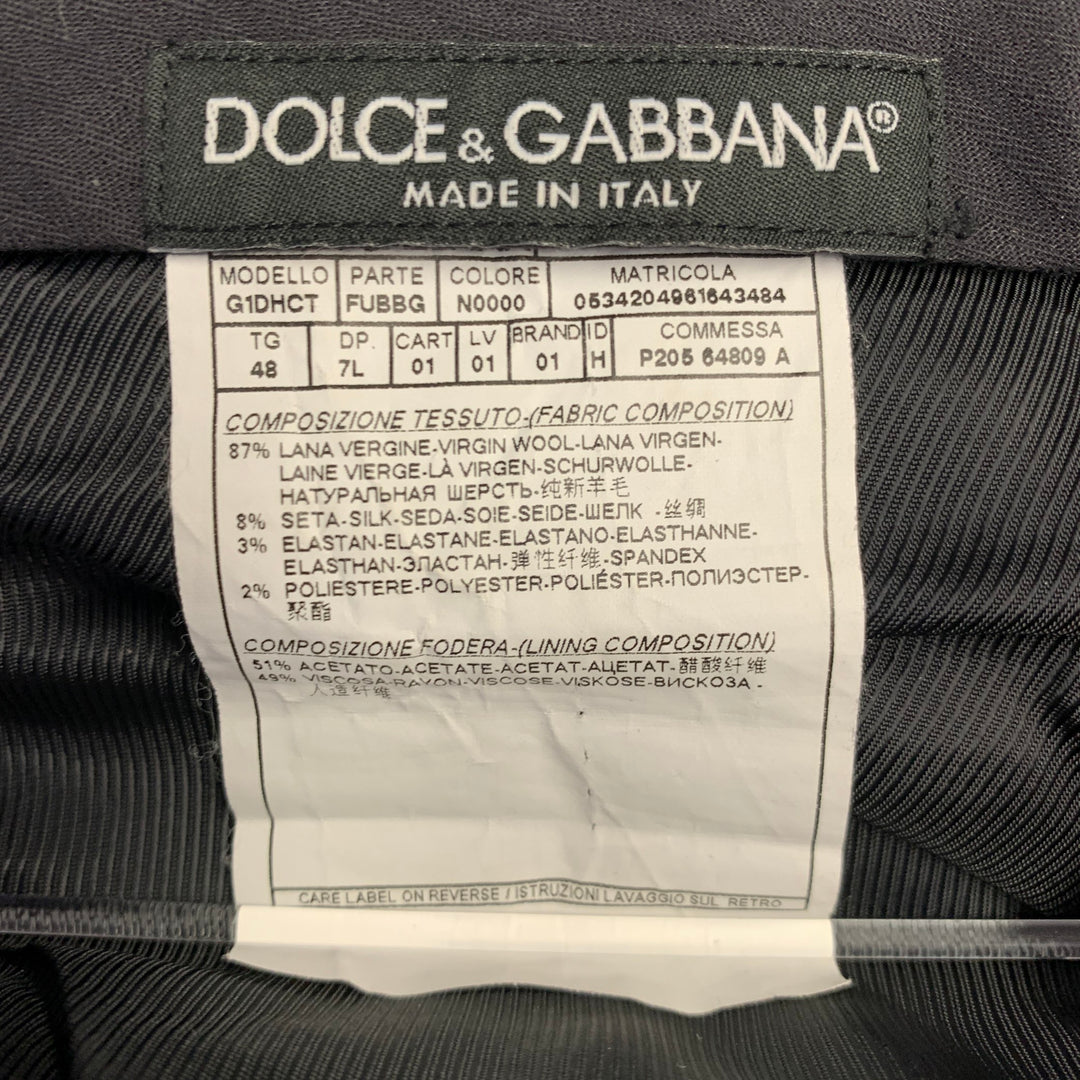 DOLCE & GABBANA®
MADE IN ITALY
MODELLO PARTE COLORE MATRICOLA
G1DHCT FUBBG N0000 0534204961643484
TG DP. CART LV BRAND ID COMMESSA
48 7L 01 01 01 H P205 64809 A
COMPOSIZIONE TESSUTO-(FABRIC COMPOSITION)
87% LANA VERGINE-VIRGIN WOOL-LANA VIRGEN-
LAINE VIERGE-LÀ VIRGEN-SCHURWOLLE-
НАТУРАЛЬНАЯ ШЕРСТЬ-纯新羊毛
8% SETA-SILK-SEDA-SOIE-SEIDE-ШЕЛК -丝绸
3% ELASTAN-ELASTANE-ELASTANO-ELASTHANNE-
ELASTHAN-ЭЛАСТАН-弹性纤维-SPANDEX
2% POLIESTERE-POLYESTER-POLIÉSTER-ПОЛИЭСТЕР-
聚酯
COMPOSIZIONE FODERA-(LINING COMPOSITION)
51% ACETATO-ACETATE-ACETAT-АЦЕТАТ-醋酸纤维
49% VISCOSA-RAYON-VISCOSE-VISKOSE-ВИСКОЗА -
人造纤维
CARE LABEL ON REVERSE / ISTRUZIONI LAVAGGIO SUL RETRO